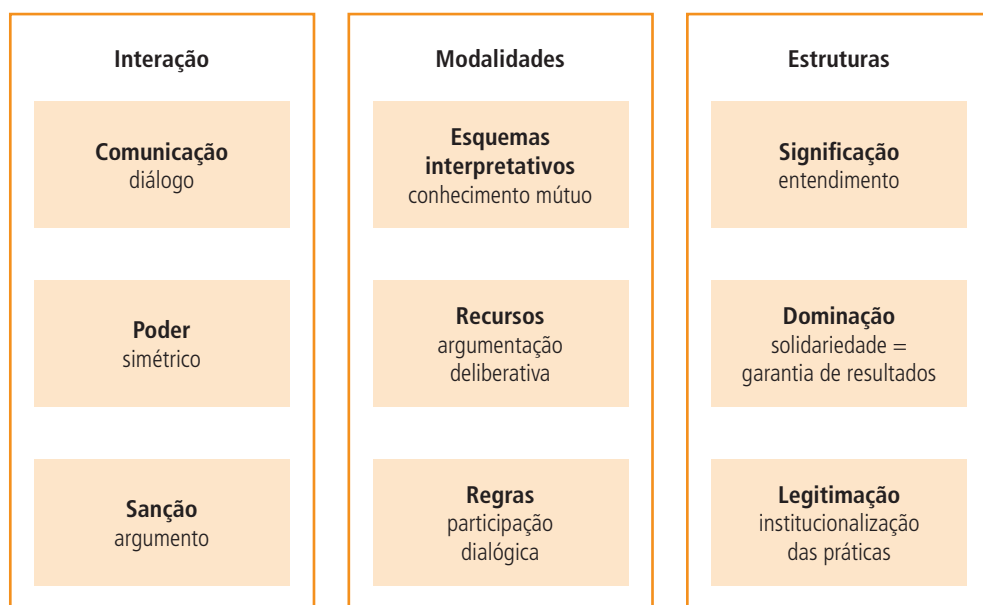 Interação
Comunicação
diálogo
Poder
simétrico
Sanção
argumento
Modalidades
Esquemas
interpretativos
conhecimento mútuo
Recursos
argumentação
deliberativa
Regras
participação
dialógica
Estruturas
Significação
entendimento
Dominação
solidariedade =
garantia de resultados
Legitimação
institucionalização
das práticas